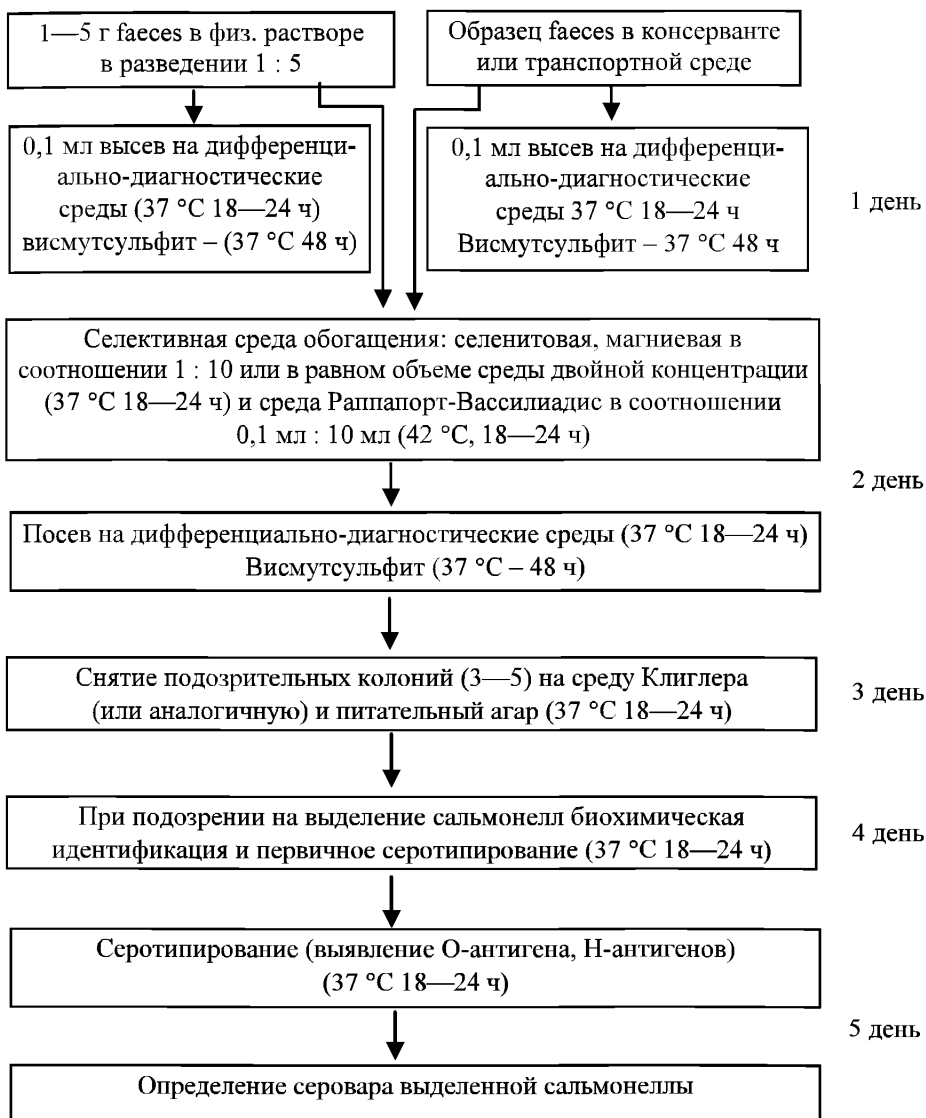 1—5 г faeces в физ. растворе
в разведении 1 : 5
Образец faeces в консерванте
или транспортной среде
0,1 мл высев на дифференци-
ально-диагностические
среды (37 °С 18—24 ч)
висмутсульфит – (37 °С 48 ч)
0,1 мл высев на дифференци-
ально-диагностические
среды 37 °С 18—24 ч
Висмутсульфит – 37 °С 48 ч
1 день
Селективная среда обогащения: селенитовая, магниевая в
соотношении 1 : 10 или в равном объеме среды двойной концентрации
(37 °С 18—24 ч) и среда Раппапорт-Вассилиадис в соотношении
0,1 мл : 10 мл (42 °С, 18—24 ч)
2 день
Посев на дифференциально-диагностические среды (37 °С 18—24 ч)
Висмутсульфит (37 °С – 48 ч)
Снятие подозрительных колоний (3—5) на среду Клиглера
(или аналогичную) и питательный агар (37 °С 18—24 ч)
3 день
При подозрении на выделение сальмонелл биохимическая
идентификация и первичное серотипирование (37 °С 18—24 ч)
4 день
Серотипирование (выявление О-антигена, Н-антигенов)
(37 °С 18—24 ч)
5 день
Определение серовара выделенной сальмонеллы